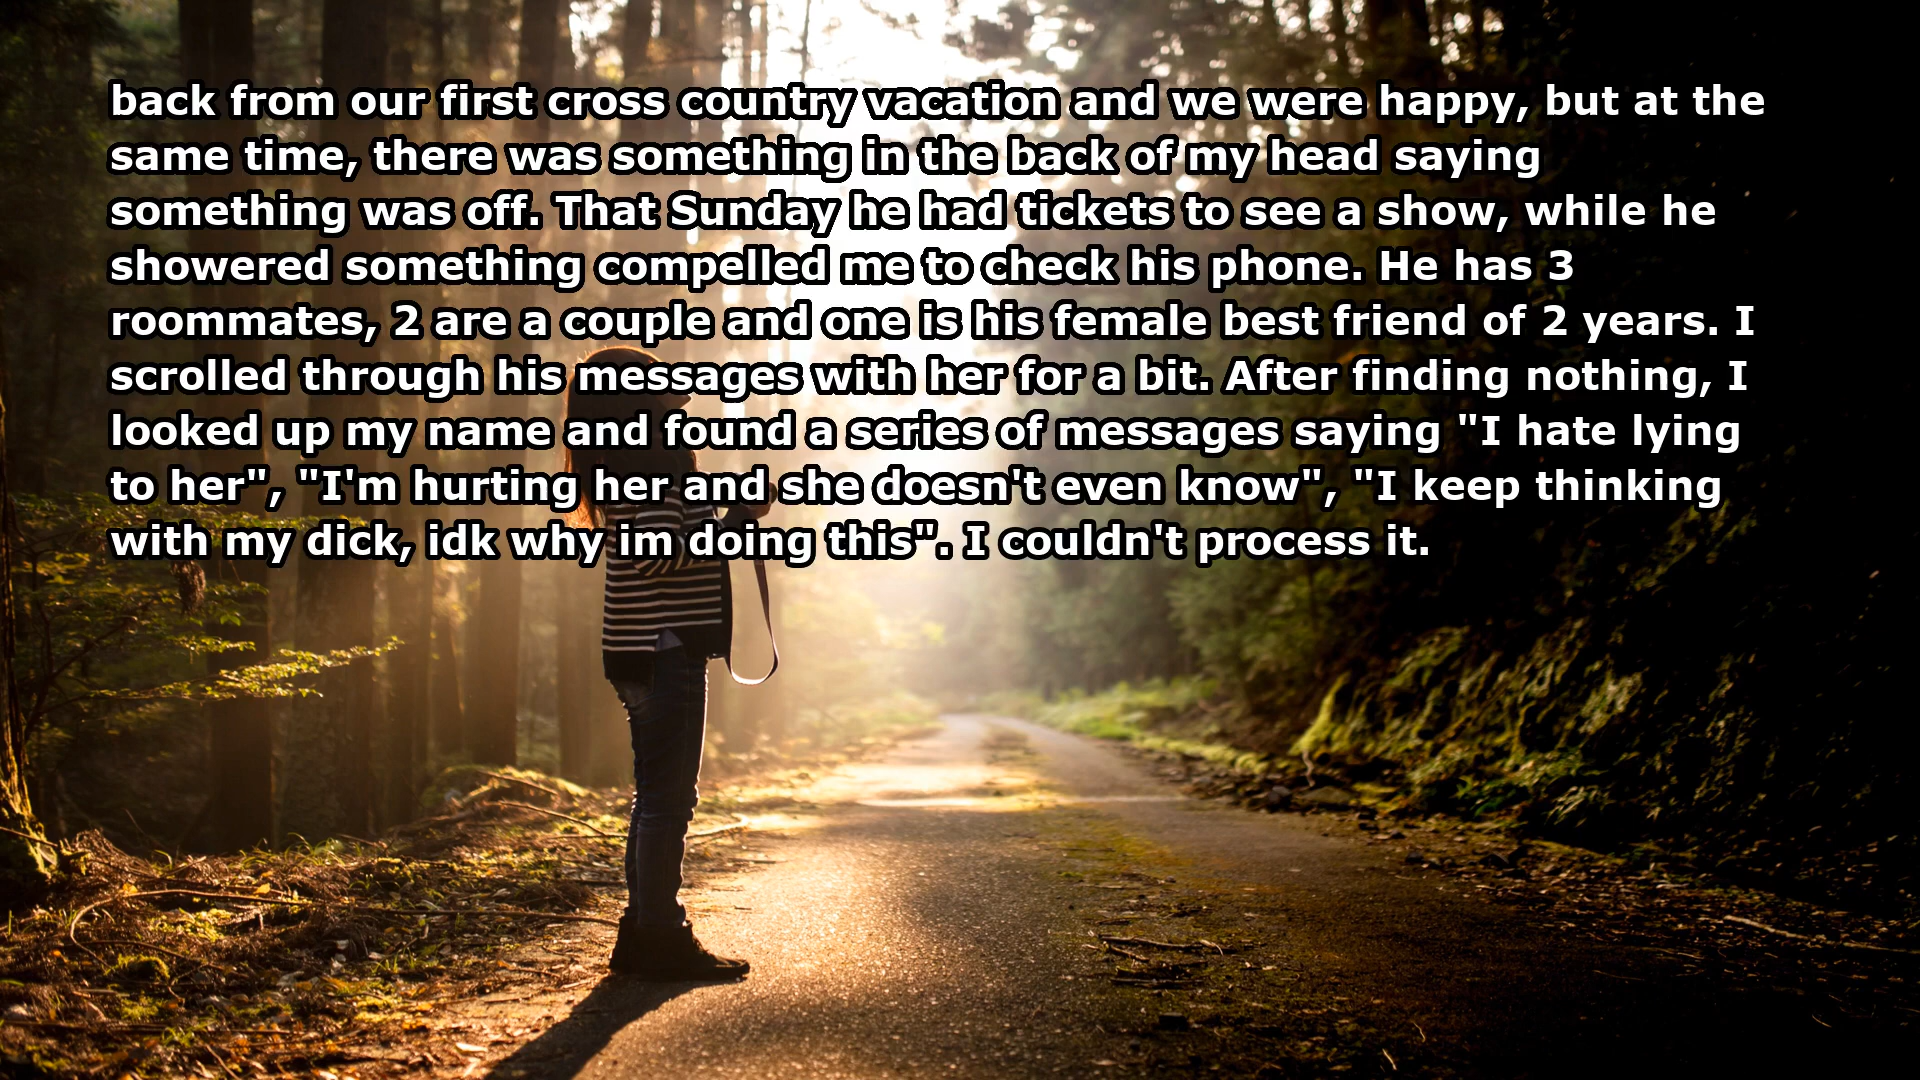 back from our first cross country vacation and we were happy, but at the
same time, there was something in the back of my head saying
something was off. That Sunday he had tickets to see a show, while he
showered something compelled me to check his phone. He has 3
roommates, 2 are a couple and one is his female best friend of 2 years. I
scrolled through his messages with her for a bit. After finding nothing, I
looked up my name and found a series of messages saying "I hate lying
to her", "I'm hurting her and she doesn't even know", "I keep thinking
with my dick, idk why im doing this". I couldn't process it.